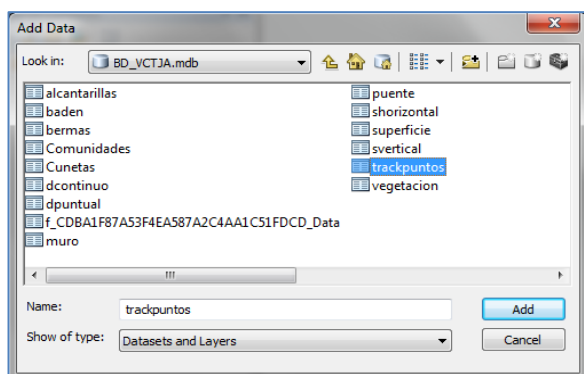 Add Data
Look in: BD_VCTJA.mdb
alcantarillas
baden
bermas
Comunidades
Cunetas
dcontinuo
dpuntual
f_CDBA1F87A53F4EA587A2C4AA1C51FDCD_Data
muro
puente
shorizontal
superficie
svertical
trackpuntos
vegetacion
Name: trackpuntos
Add
Show of type: Datasets and Layers
Cancel